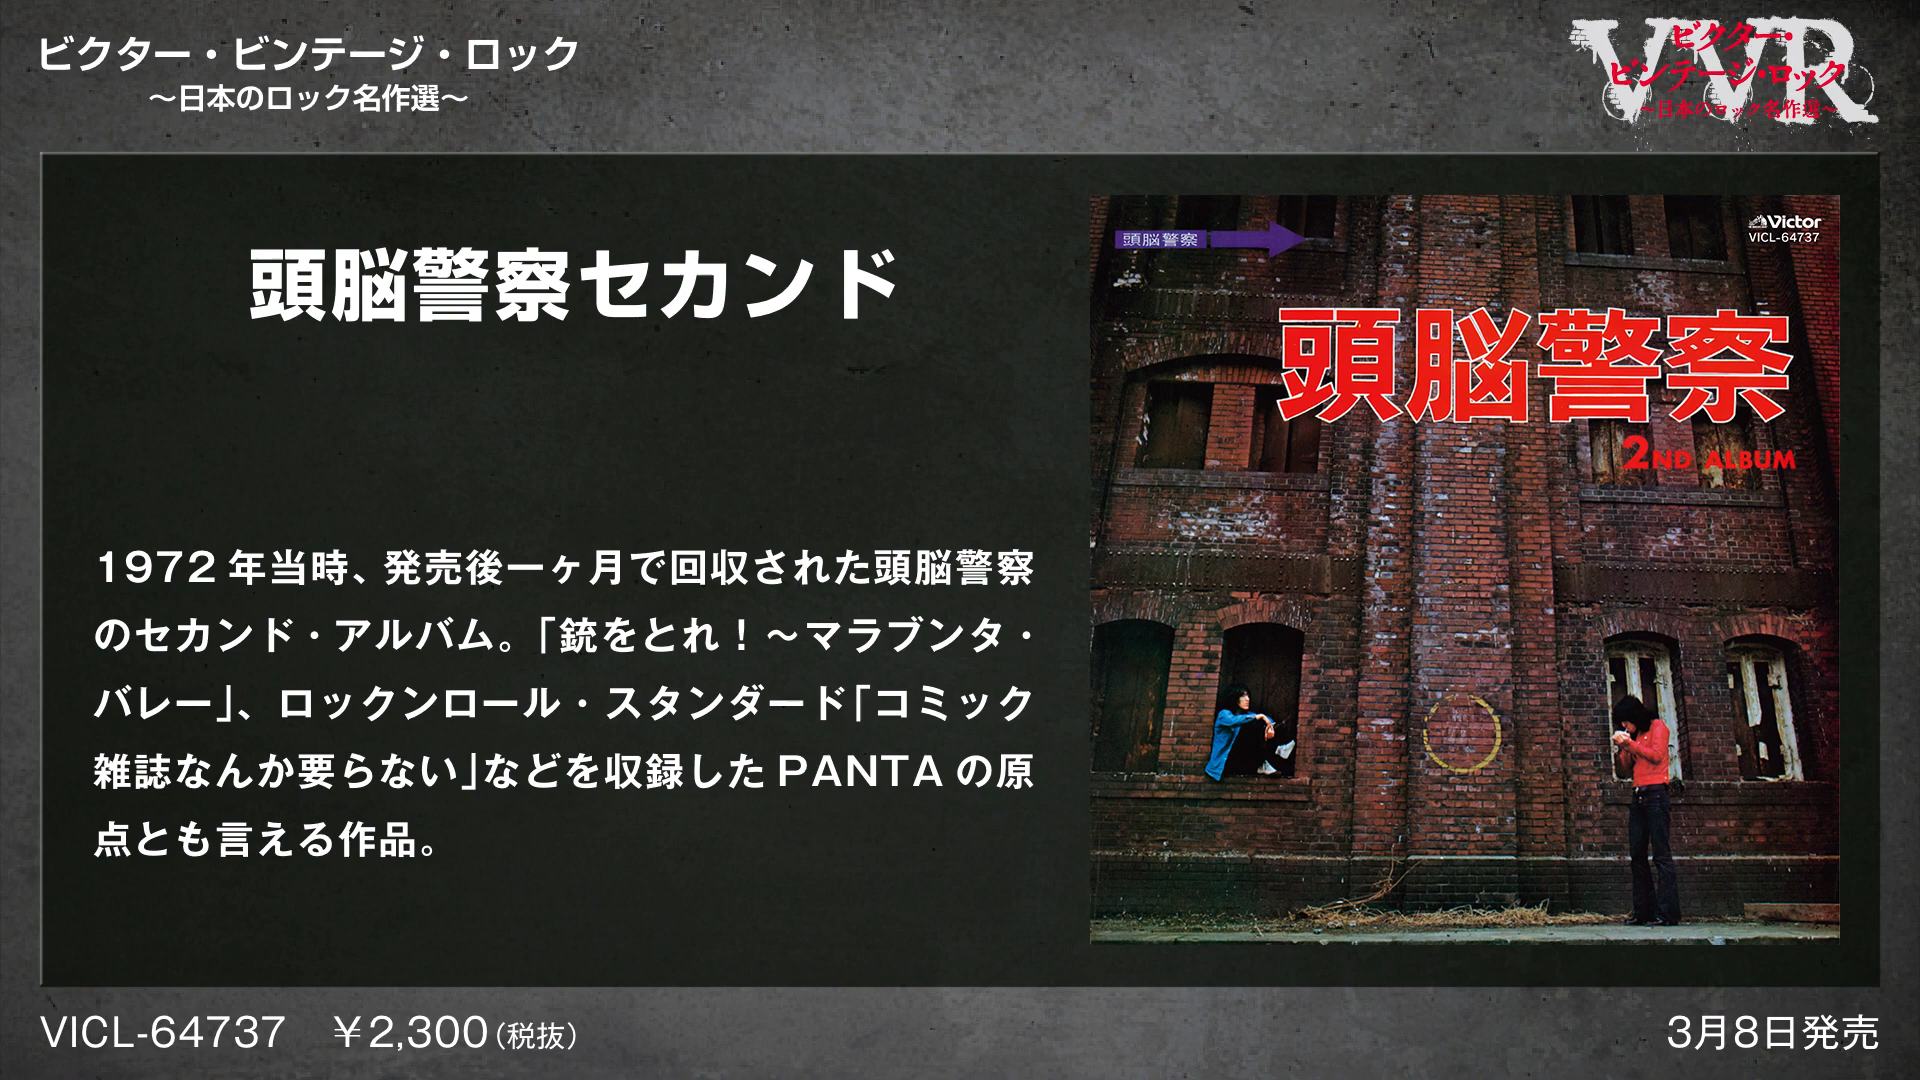 ビクター・ビンテージ・ロック
～日本のロック名作選～
VVR
ビクター・
ビンテージ・ロック
～日本のロック名作選～
頭脳警察セカンド
1972年当時、発売後一ヶ月で回収された頭脳警察
のセカンド・アルバム。「銃をとれ！～マラブンタ・
バレー」、ロックンロール・スタンダード「コミック
雑誌なんか要らない」などを収録したPANTAの原
点とも言える作品。
頭脳警察
Victor
VICL-64737
頭脳警察
2ND ALBUM
VICL-64737　￥2,300（税抜）
3月8日発売